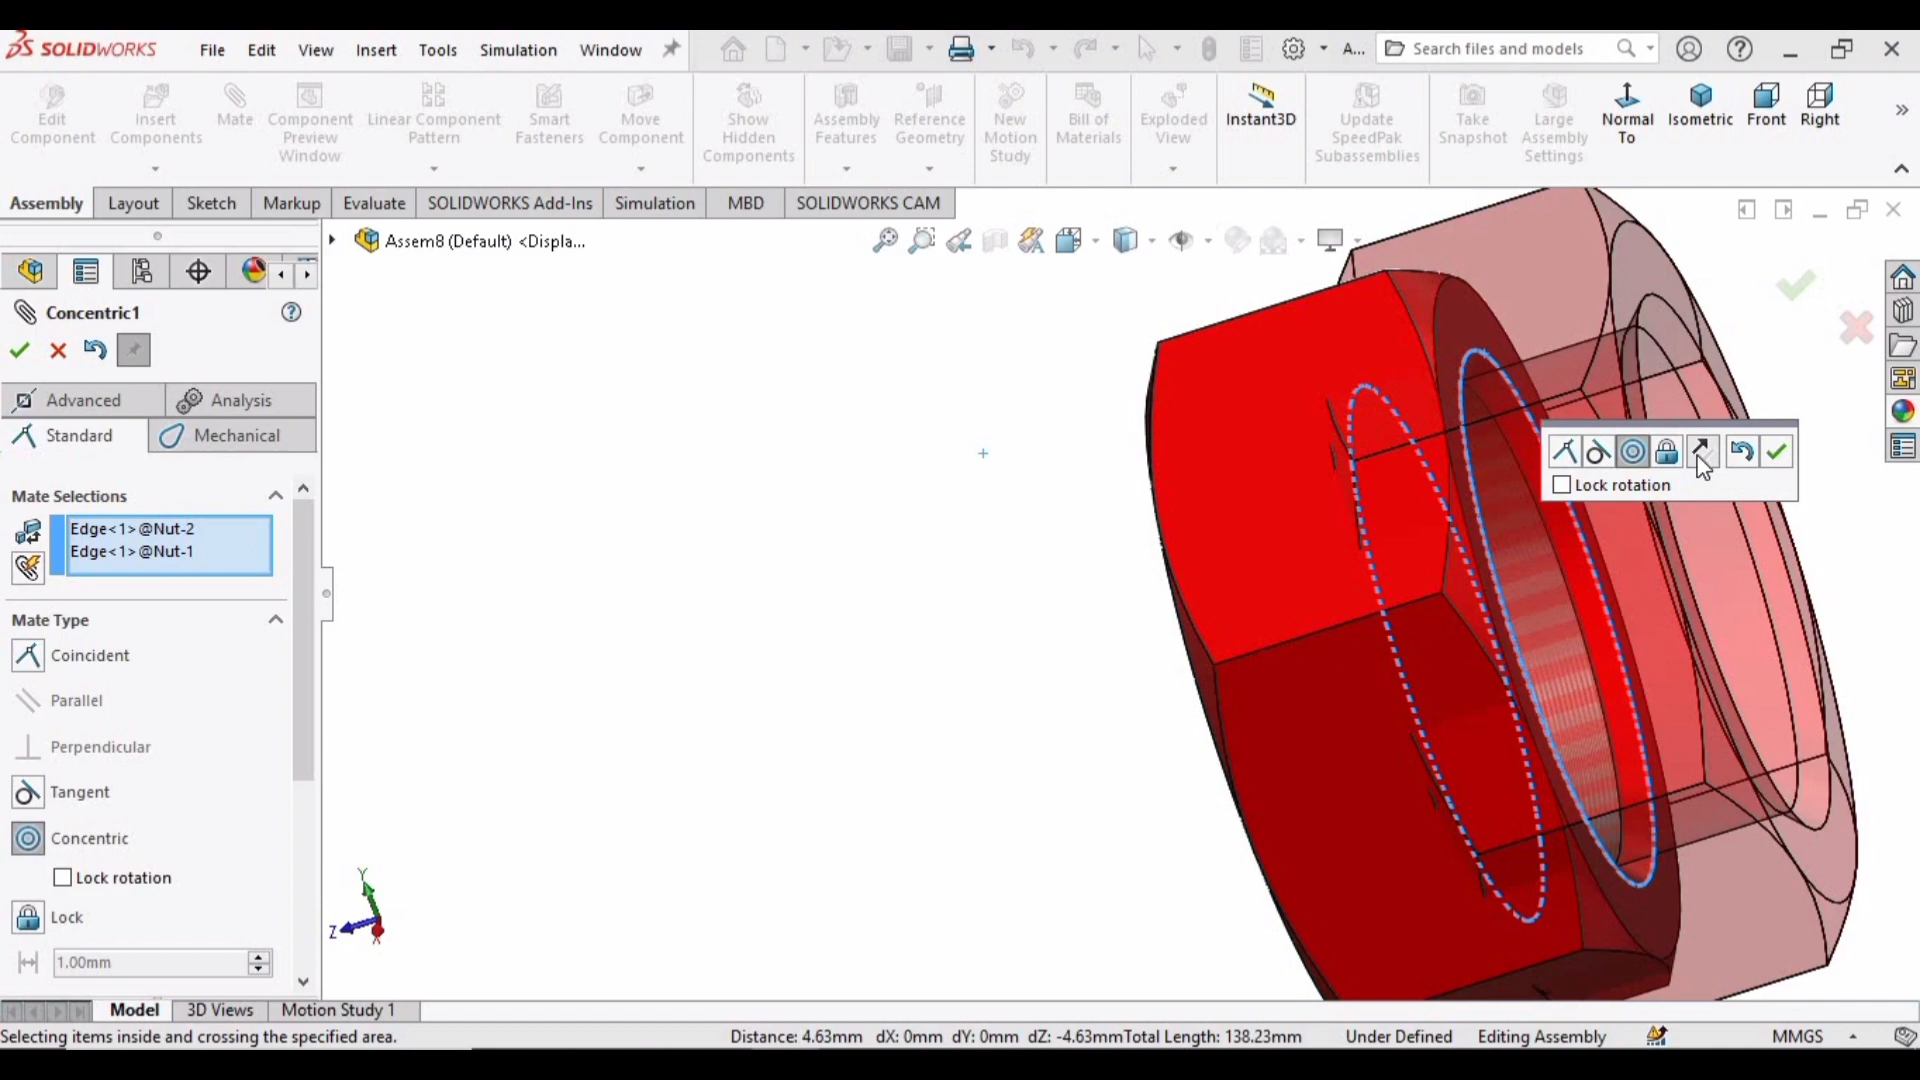 SOLIDWORKS File Edit View Insert Tools Simulation Window A... Search files and models
Edit Component
Insert Components
Mate
Component Preview Window
Linear Component Pattern
Smart Fasteners
Move Component
Show Hidden Components
Assembly Features
Reference Geometry
New Motion Study
Bill of Materials
Exploded View
Instant3D
Update SpeedPak Subassemblies
Take Snapshot
Large Assembly Settings
Normal To
Isometric
Front
Right
Assembly Layout Sketch Markup Evaluate SOLIDWORKS Add-Ins Simulation MBD SOLIDWORKS CAM
Assem8 (Default) <Displa...
Concentric1
Advanced Analysis
Standard Mechanical
Mate Selections
Edge<1>@Nut-2
Edge<1>@Nut-1
Mate Type
Coincident
Parallel
Perpendicular
Tangent
Concentric
Lock rotation
Lock
1.00mm
Lock rotation
Y
Z
X
Model 3D Views Motion Study 1
Selecting items inside and crossing the specified area. Distance: 4.63mm dX: 0mm dY: 0mm dZ: -4.63mmTotal Length: 138.23mm Under Defined Editing Assembly MMGS